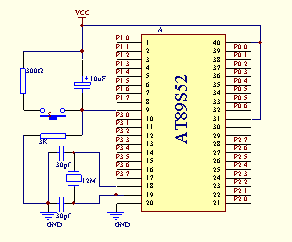 VCC
A
P1 0
P1 1
P1 2
P1 3
P1 4
P1 5
P1 6
P1 7
P3 0
P3 1
P3 2
P3 3
P3 4
P3 5
P3 6
P3 7
1
2
3
4
5
6
7
8
9
10
11
12
13
14
15
16
17
18
19
20
AT89S52
40
39
38
37
36
35
34
33
32
31
30
29
28
27
26
25
24
23
22
21
P0 0
P0 1
P0 2
P0 3
P0 4
P0 5
P0 6
P2 7
P2 6
P2 5
P2 4
P2 3
P2 2
P2 1
P2 0
300Ω
+
10uF
3K
30pf
12M
30pf
GND
GND